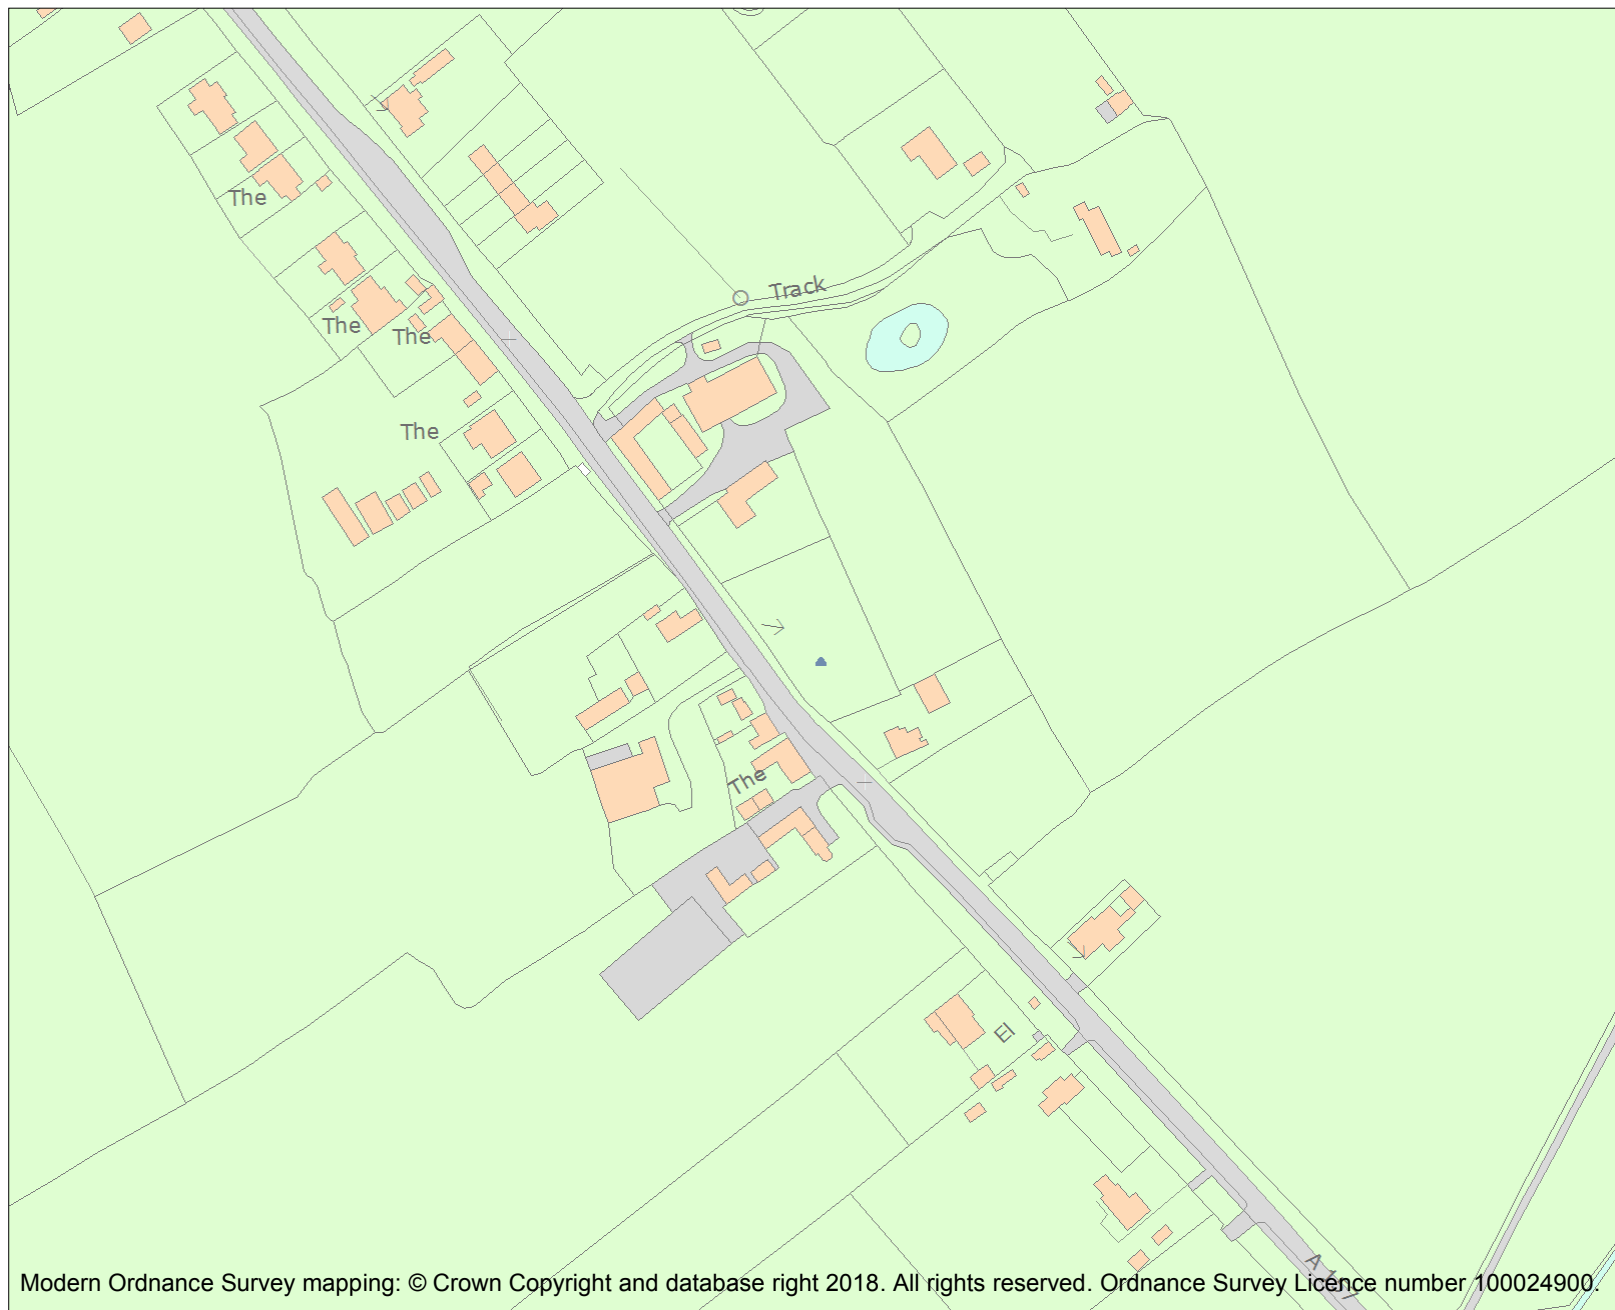 The
Track
The
The
The
The
El
Modern Ordnance Survey mapping: © Crown Copyright and database right 2018. All rights reserved. Ordnance Survey Licence number 100024900.